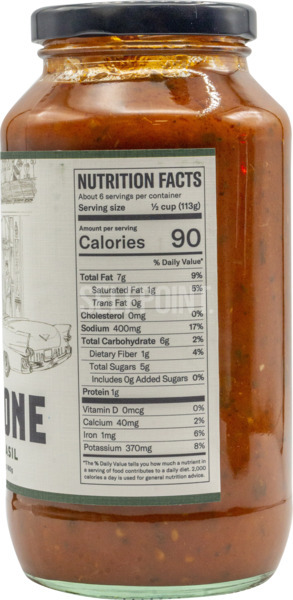 NUTRITION FACTS
About 6 servings per container
Serving size ½ cup (113g)
Amount per serving
Calories 90
% Daily Value*
Total Fat 7g 9%
Saturated Fat 1g 5%
Trans Fat 0g
Cholesterol 0mg 0%
Sodium 400mg 17%
Total Carbohydrate 6g 2%
Dietary Fiber 1g 4%
Total Sugars 5g
Includes 0g Added Sugars 0%
Protein 1g
Vitamin D 0mcg 0%
Calcium 40mg 2%
Iron 1mg 6%
Potassium 370mg 8%
*The % Daily Value tells you how much a nutrient in
a serving of food contributes to a daily diet. 2,000
calories a day is used for general nutrition advice.
ONE
ASIL